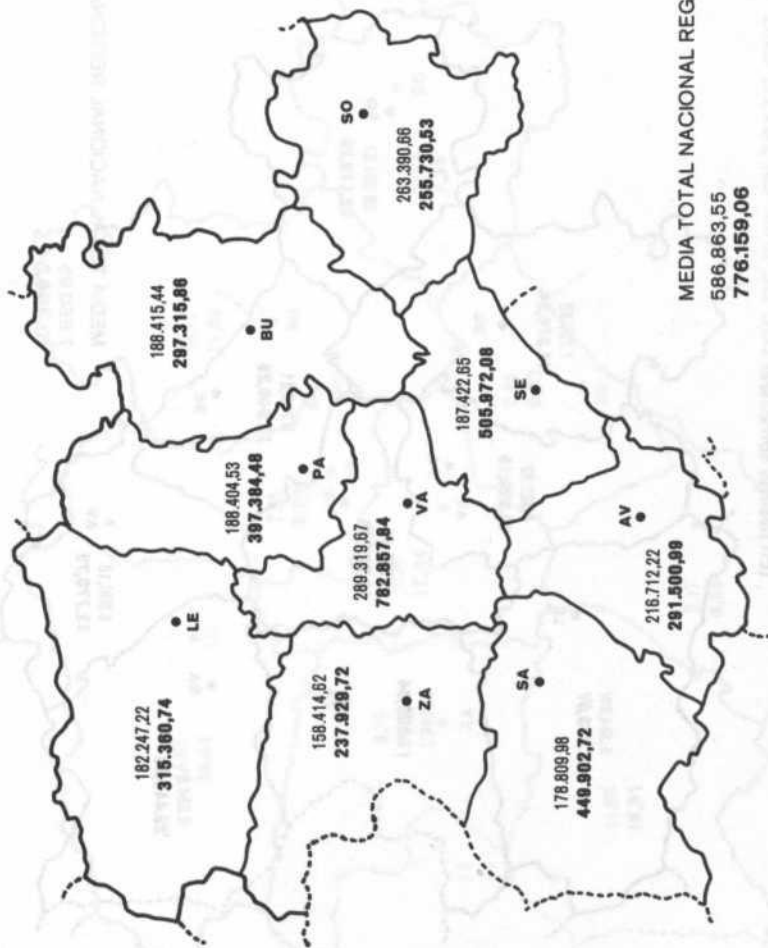 182.247,22
315.360,74
LE
188.404,53
397.384,48
PA
188.415,44
297.315,86
BU
263.390,66
255.730,53
SO
158.414,62
237.929,72
ZA
289.319,67
782.857,84
VA
187.422,65
505.972,08
SE
178.809,98
449.902,72
SA
216.712,22
291.500,99
AV
MEDIA TOTAL NACIONAL REG
586.863,55
776.159,06